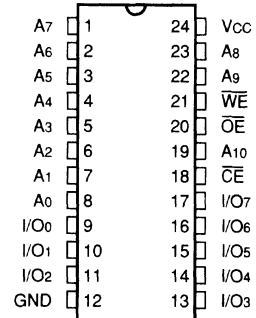 A7 1 24 Vcc
A6 2 23 A8
A5 3 22 A9
A4 4 21 WE
A3 5 20 OE
A2 6 19 A10
A1 7 18 CE
A0 8 17 I/O7
I/O0 9 16 I/O6
I/O1 10 15 I/O5
I/O2 11 14 I/O4
GND 12 13 I/O3